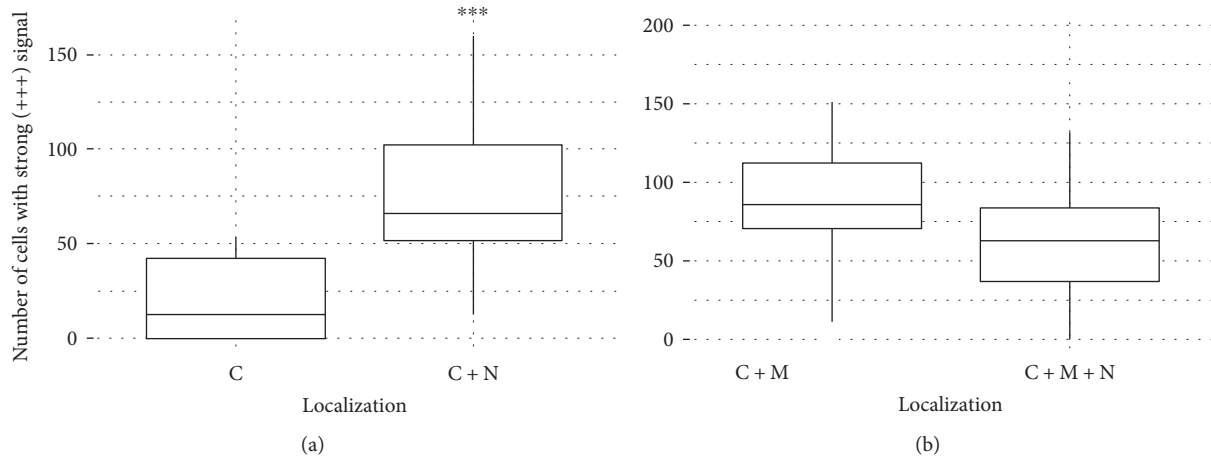 Number of cells with strong (+++) signal
***
150
100
50
0
C
C + N
Localization
(a)
200
150
100
50
0
C + M
C + M + N
Localization
(b)